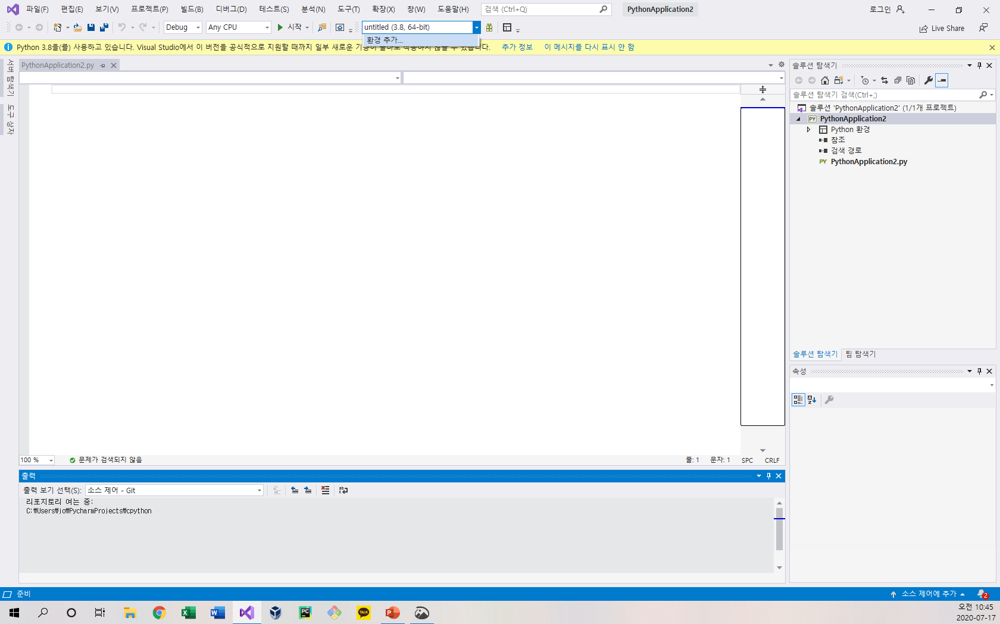 파일(F) 편집(E) 보기(V) 프로젝트(P) 빌드(B) 디버그(D) 테스트(S) 분석(N) 도구(T) 확장(X) 창(W) 도움말(H) 검색 (Ctrl+Q) PythonApplication2 로그인
Debug Any CPU 시작 untitled (3.8, 64-bit) Live Share
환경 추가...
Python 3.8을(를) 사용하고 있습니다. Visual Studio에서 이 버전을 공식적으로 지원할 때까지 일부 새로운 않을 수 있습니다. 추가 정보 이 메시지를 다시 표시 안 함
서버 탐색기
도구 상자
PythonApplication2.py
솔루션 탐색기
솔루션 탐색기 검색(Ctrl+;)
솔루션 'PythonApplication2' (1/1개 프로젝트)
PY PythonApplication2
Python 환경
참조
검색 경로
PY PythonApplication2.py
솔루션 탐색기 팀 탐색기
속성
100 % 문제가 검색되지 않음 줄: 1 문자: 1 SPC CRLF
출력
출력 보기 선택(S): 소스 제어 - Git
리포지토리 여는 중:
C:₩Users₩jo₩PycharmProjects₩cpython
준비 소스 제어에 추가 2
PC TALK
오전 10:45
2020-07-17